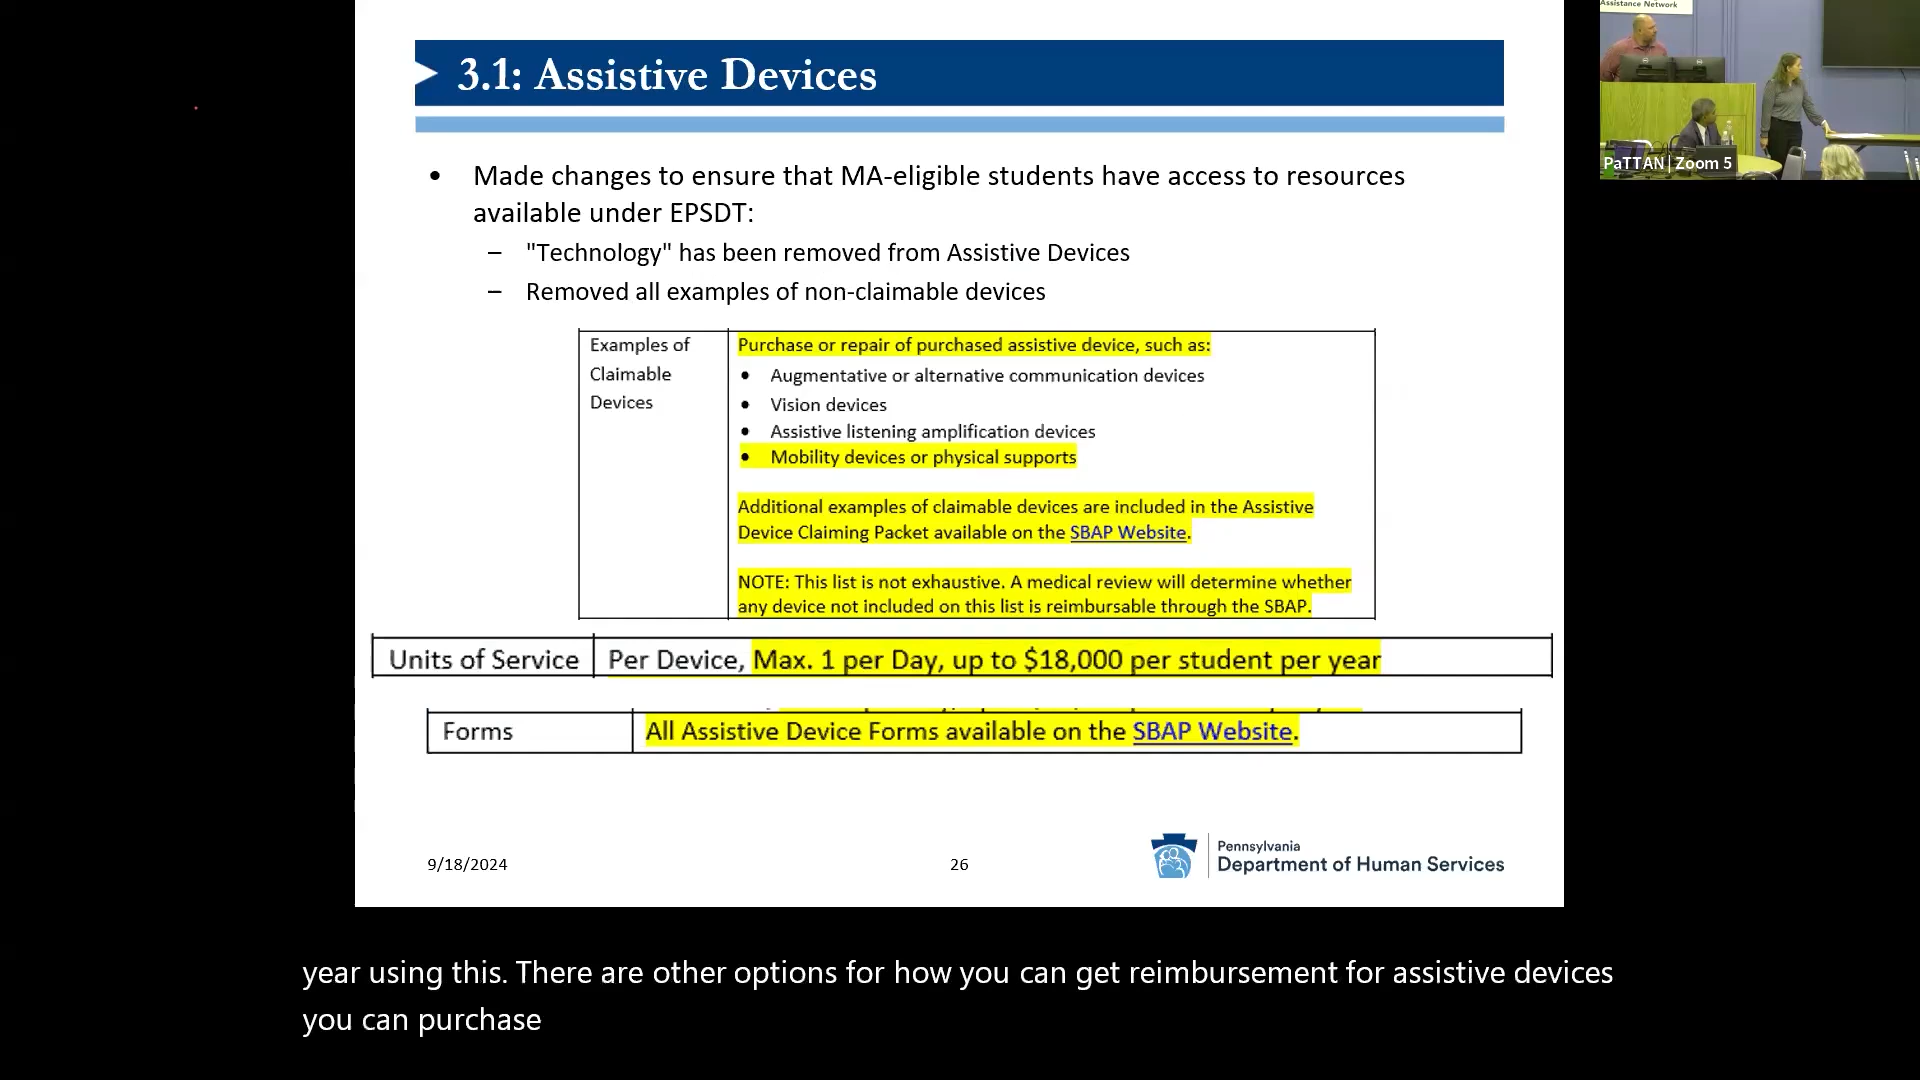 Assistance Network
3.1: Assistive Devices
PaTTAN | Zoom 5
• Made changes to ensure that MA-eligible students have access to resources
available under EPSDT:
– "Technology" has been removed from Assistive Devices
– Removed all examples of non-claimable devices
Examples of
Claimable
Devices
Purchase or repair of purchased assistive device, such as:
• Augmentative or alternative communication devices
• Vision devices
• Assistive listening amplification devices
• Mobility devices or physical supports
Additional examples of claimable devices are included in the Assistive
Device Claiming Packet available on the SBAP Website.
NOTE: This list is not exhaustive. A medical review will determine whether
any device not included on this list is reimbursable through the SBAP.
Units of Service Per Device, Max. 1 per Day, up to $18,000 per student per year
Forms All Assistive Device Forms available on the SBAP Website.
9/18/2024
26
Pennsylvania
Department of Human Services
year using this. There are other options for how you can get reimbursement for assistive devices
you can purchase